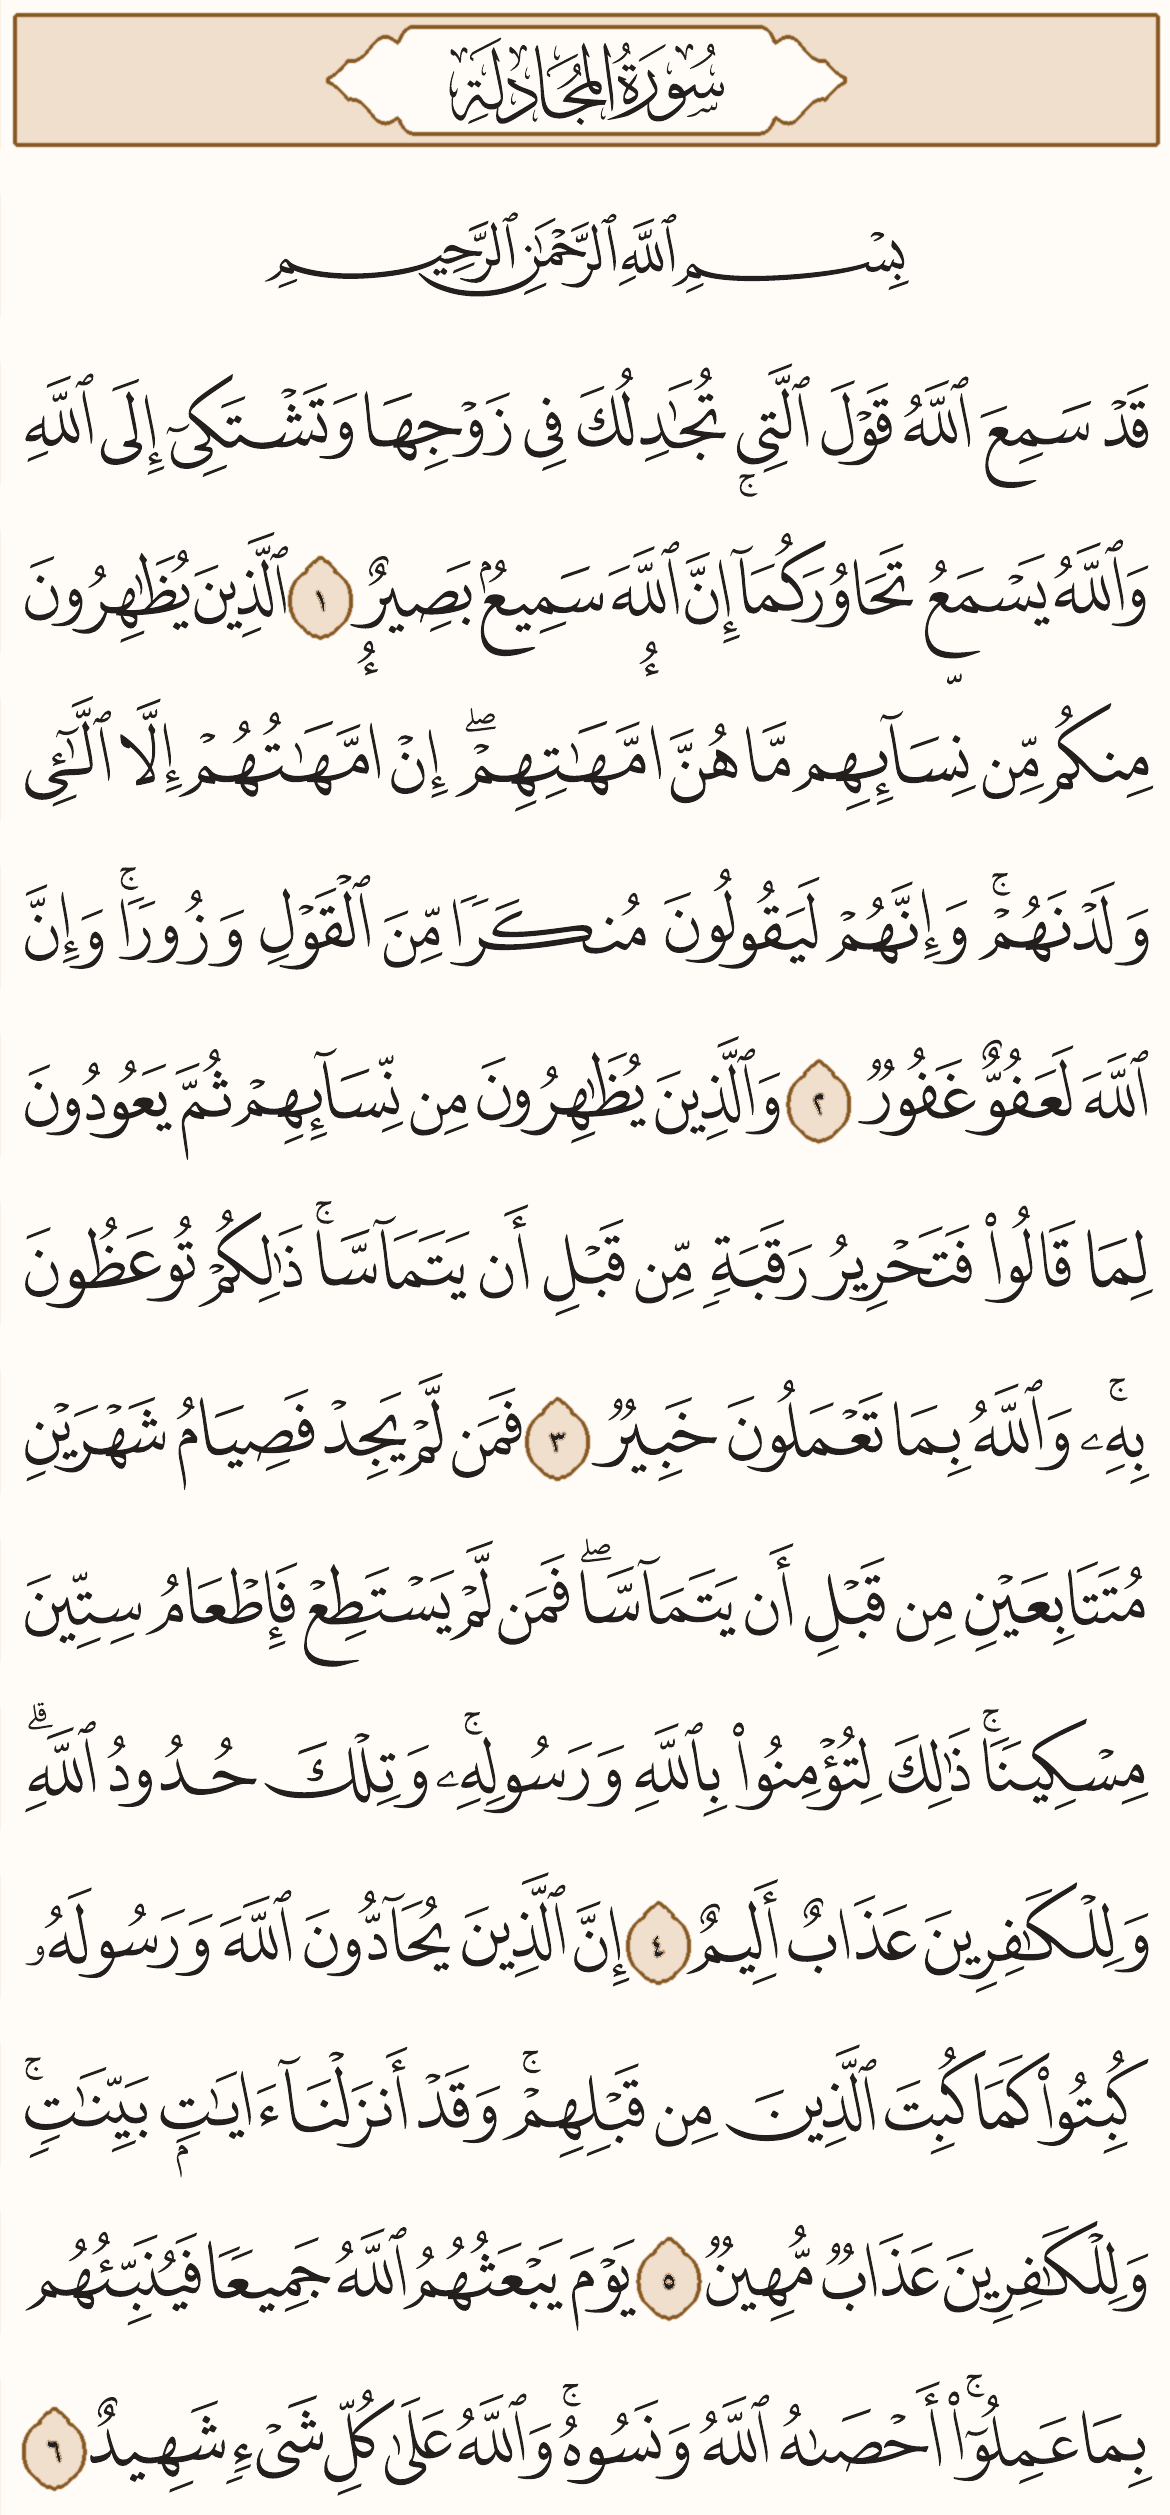 سُورَةُ المُجَادلَةِ
بِسْمِ ٱللَّهِ ٱلرَّحْمَٰنِ ٱلرَّحِيمِ
قَدْ سَمِعَ ٱللَّهُ قَوْلَ ٱلَّتِي تُجَٰدِلُكَ فِي زَوْجِهَا وَتَشْتَكِيٓ إِلَى ٱللَّهِ
وَٱللَّهُ يَسْمَعُ تَحَاوُرَكُمَآ إِنَّ ٱللَّهَ سَمِيعُۢ بَصِيرٌ ١ ٱلَّذِينَ يُظَٰهِرُونَ
مِنكُم مِّن نِسَآئِهِم مَّا هُنَّ امَّهَٰتِهِمْۖ إِنْ امَّهَٰتُهُمْ إِلَّا ٱلَّٰٓـِٔي
وَلَدْنَهُمْۚ وَإِنَّهُمْ لَيَقُولُونَ مُنكَرًا مِّنَ ٱلْقَوْلِ وَزُورًاۚ وَإِنَّ
ٱللَّهَ لَعَفُوٌّ غَفُورٌ ٢ وَٱلَّذِينَ يُظَٰهِرُونَ مِن نِّسَآئِهِمْ ثُمَّ يَعُودُونَ
لِمَا قَالُوا۟ فَتَحْرِيرُ رَقَبَةٍ مِّن قَبْلِ أَن يَتَمَآسَّاۚ ذَٰلِكُمْ تُوعَظُونَ
بِهِۦۚ وَٱللَّهُ بِمَا تَعْمَلُونَ خَبِيرٌ ٣ فَمَن لَّمْ يَجِدْ فَصِيَامُ شَهْرَيْنِ
مُتَتَابِعَيْنِ مِن قَبْلِ أَن يَتَمَآسَّاۖ فَمَن لَّمْ يَسْتَطِعْ فَإِطْعَامُ سِتِّينَ
مِسْكِينًاۚ ذَٰلِكَ لِتُؤْمِنُوا۟ بِٱللَّهِ وَرَسُولِهِۦۚ وَتِلْكَ حُدُودُ ٱللَّهِۗ
وَلِلْكَٰفِرِينَ عَذَابٌ أَلِيمٌ ٤ إِنَّ ٱلَّذِينَ يُحَآدُّونَ ٱللَّهَ وَرَسُولَهُۥ
كُبِتُوا۟ كَمَا كُبِتَ ٱلَّذِينَ مِن قَبْلِهِمْۚ وَقَدْ أَنزَلْنَآ ءَايَٰتٍۭ بَيِّنَٰتٍۚ
وَلِلْكَٰفِرِينَ عَذَابٌ مُّهِينٌ ٥ يَوْمَ يَبْعَثُهُمُ ٱللَّهُ جَمِيعًا فَيُنَبِّئُهُم
بِمَا عَمِلُوٓا۟ۚ أَحْصَىٰهُ ٱللَّهُ وَنَسُوهُۚ وَٱللَّهُ عَلَىٰ كُلِّ شَيْءٍ شَهِيدٌ ٦